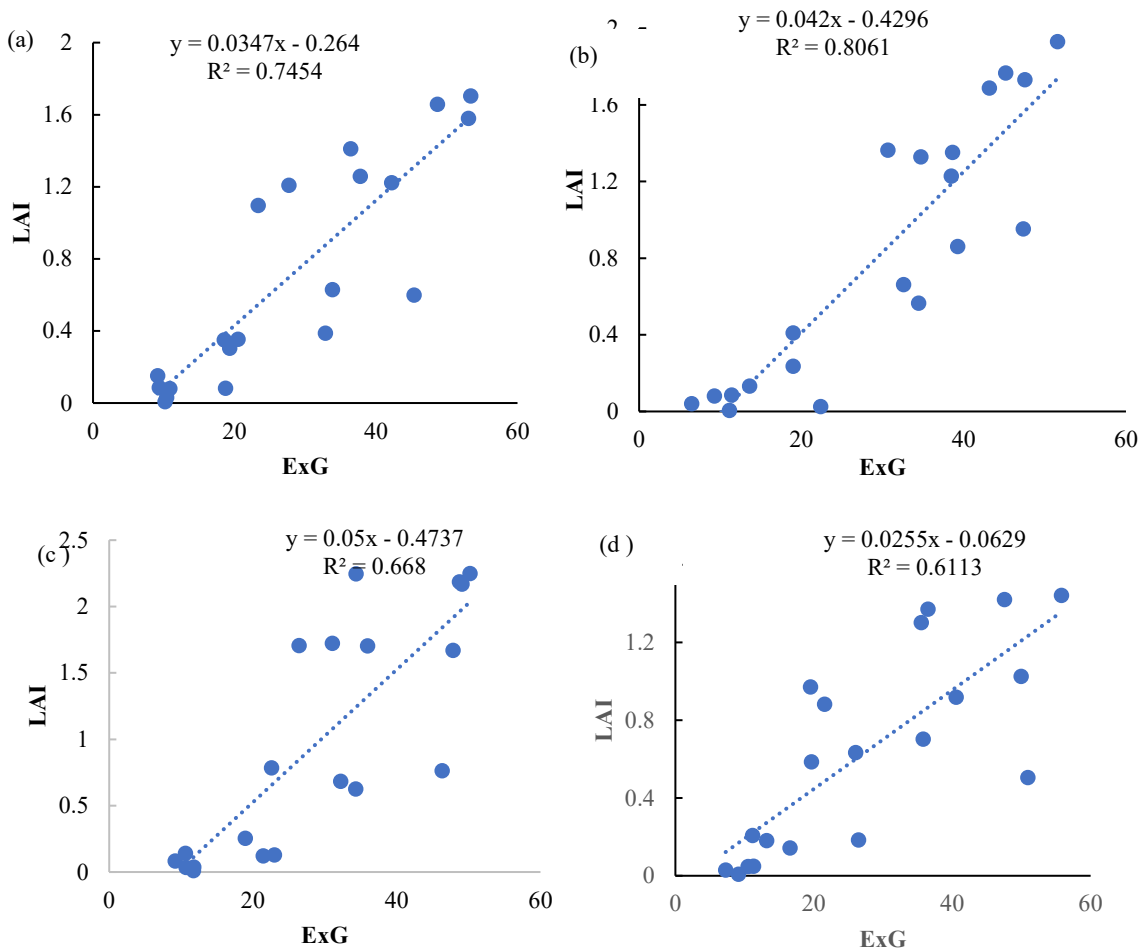 (a)
y = 0.0347x - 0.264
R² = 0.7454
2
1.6
1.2
0.8
0.4
0
LAI
0 20 40 60
ExG
(b)
y = 0.042x - 0.4296
R² = 0.8061
2
1.6
1.2
0.8
0.4
0
LAI
0 20 40 60
ExG
(c )
y = 0.05x - 0.4737
R² = 0.668
2.5
2
1.5
1
0.5
0
LAI
0 20 40 60
ExG
(d )
y = 0.0255x - 0.0629
R² = 0.6113
1.2
0.8
0.4
0
LAI
0 20 40 60
ExG